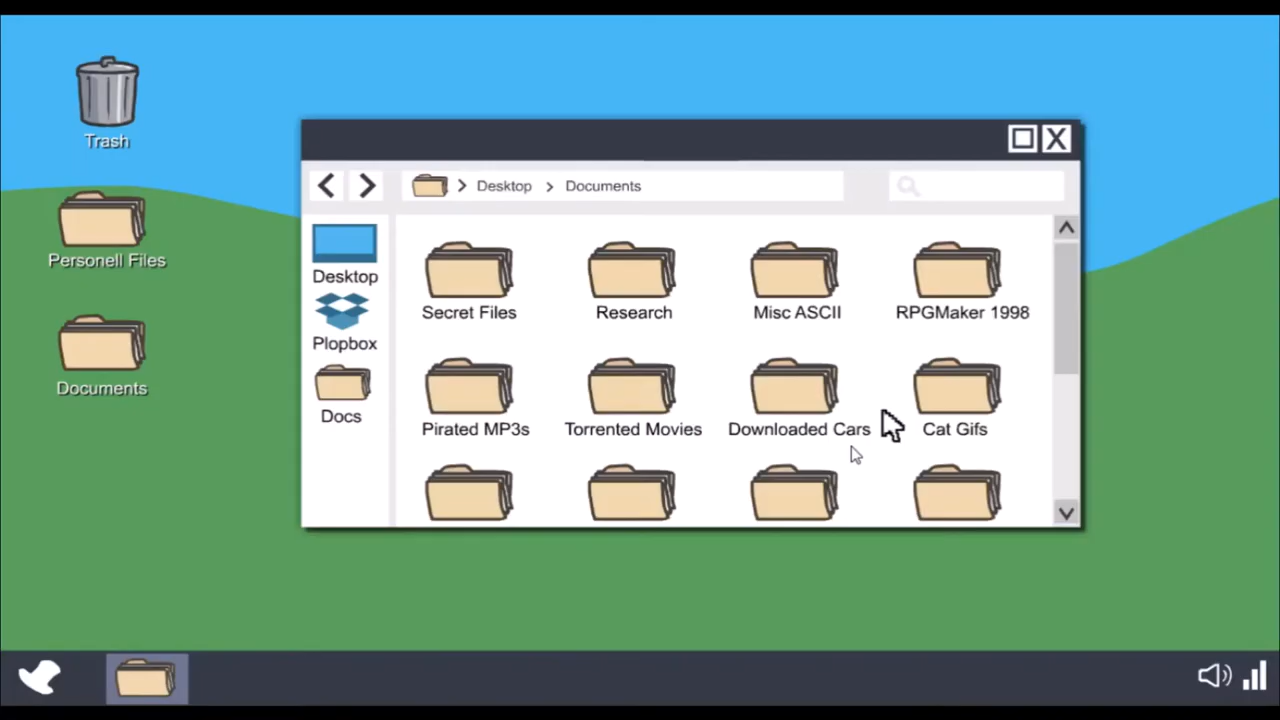 Trash
Personell Files
Documents
Desktop
Documents
Desktop
Plopbox
Docs
Secret Files
Research
Misc ASCII
RPGMaker 1998
Pirated MP3s
Torrented Movies
Downloaded Cars
Cat Gifs